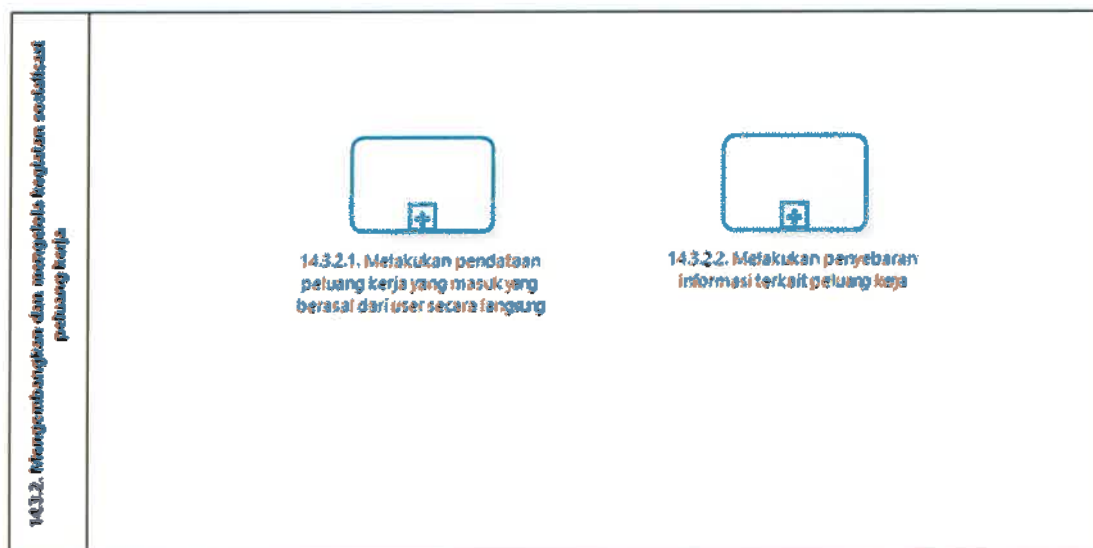 14.3.2. Mengembangkan dan mengelola kegiatan sosialisasi
peluang kerja
14.3.2.1. Melakukan pendataan
peluang kerja yang masuk yang
berasal dari user secara langsung
14.3.2.2. Melakukan penyebaran
informasi terkait peluang kerja